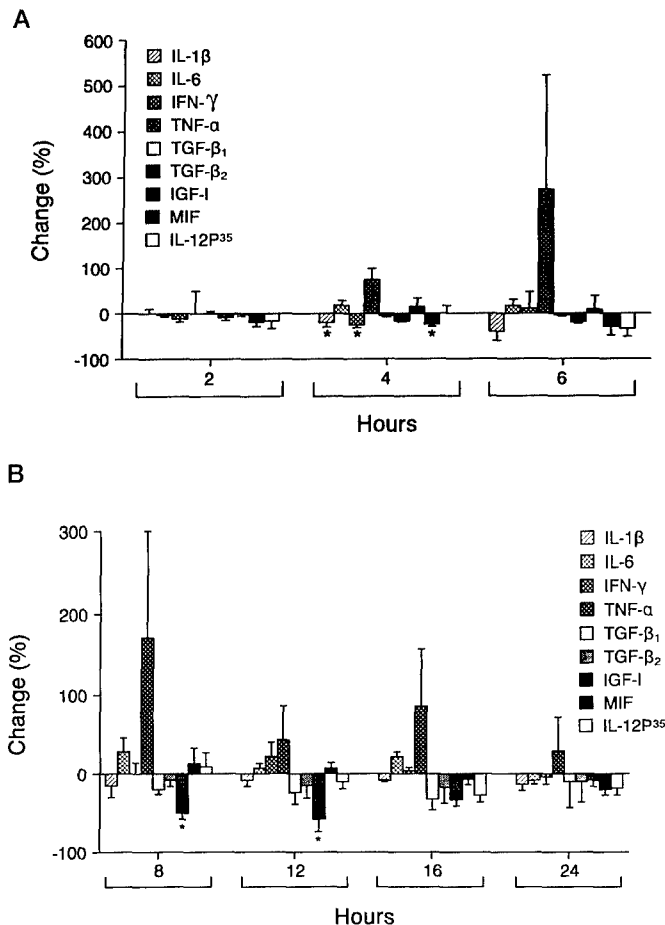 A
600
500
400
300
200
100
0
-100
Change (%)
IL-1β
IL-6
IFN-γ
TNF-α
TGF-β₁
TGF-β₂
IGF-I
MIF
IL-12P³⁵
* * *
2 4 6
Hours
B
300
200
100
0
-100
Change (%)
IL-1β
IL-6
IFN-γ
TNF-α
TGF-β₁
TGF-β₂
IGF-I
MIF
IL-12P³⁵
* *
8 12 16 24
Hours